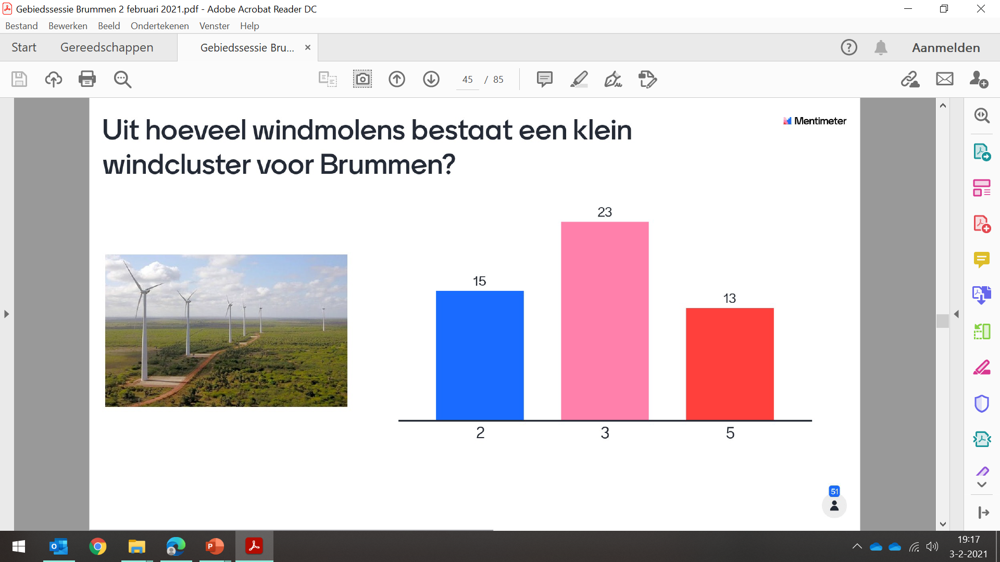 Gebiedssessie Brummen 2 februari 2021.pdf - Adobe Acrobat Reader DC
Bestand Bewerken Beeld Ondertekenen Venster Help
Start Gereedschappen Gebiedssessie Bru... × Aanmelden
45 / 85
Uit hoeveel windmolens bestaat een klein
windcluster voor Brummen?
Mentimeter
23
15
13
2 3 5
51
19:17
3-2-2021